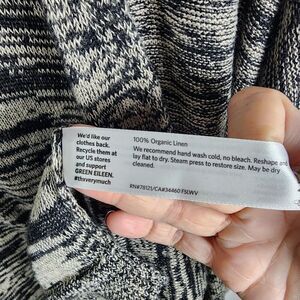 We'd like our
clothes back.
Recycle them at
our US stores
and support
GREEN EILEEN.
#thxverymuch
100% Organic Linen
We recommend hand wash cold, no bleach. Reshape and
lay flat to dry. Steam press to restore size. May be dry
cleaned.
RN#78121/CA#36460 FSLWV